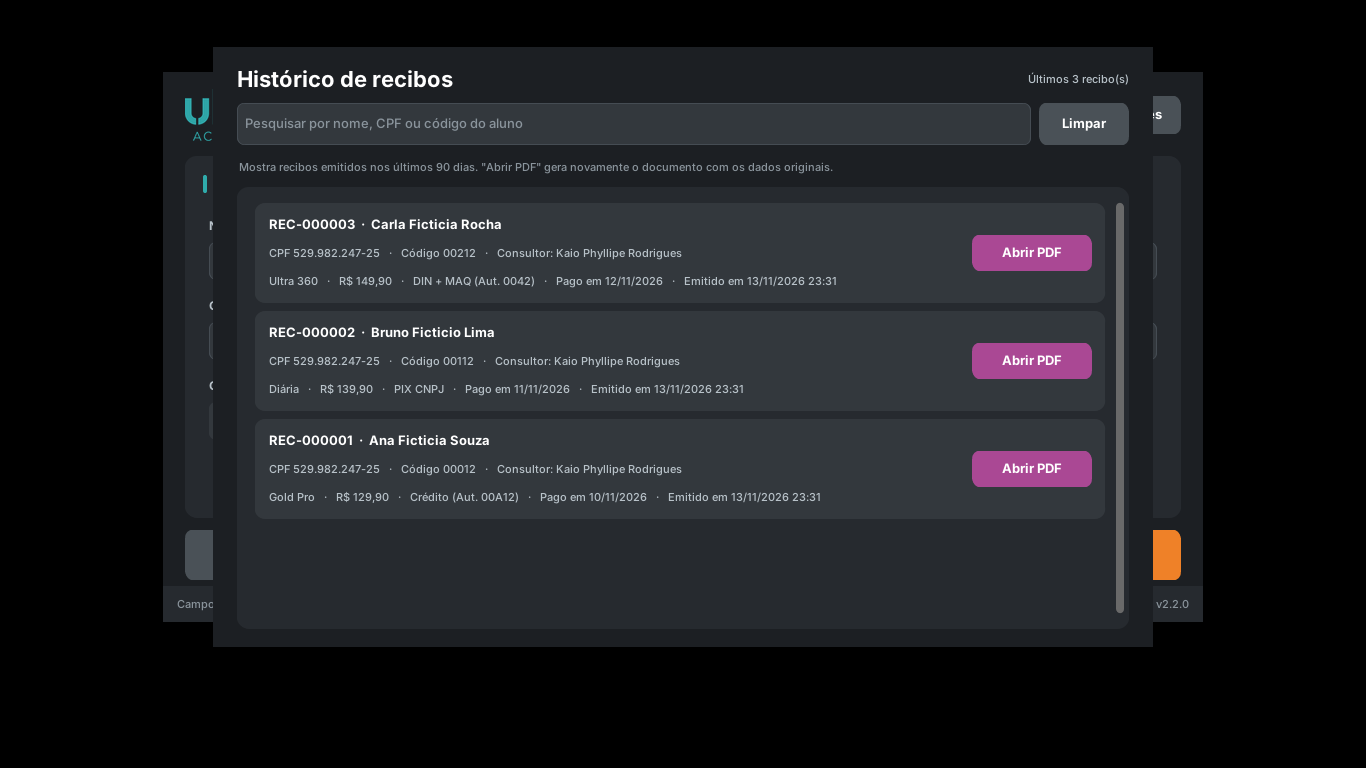 Histórico de recibos
Últimos 3 recibo(s)
Pesquisar por nome, CPF ou código do aluno
Limpar
Mostra recibos emitidos nos últimos 90 dias. "Abrir PDF" gera novamente o documento com os dados originais.
REC-000003 · Carla Ficticia Rocha
CPF 529.982.247-25 · Código 00212 · Consultor: Kaio Phyllipe Rodrigues
Ultra 360 · R$ 149,90 · DIN + MAQ (Aut. 0042) · Pago em 12/11/2026 · Emitido em 13/11/2026 23:31
Abrir PDF
REC-000002 · Bruno Ficticio Lima
CPF 529.982.247-25 · Código 00112 · Consultor: Kaio Phyllipe Rodrigues
Diária · R$ 139,90 · PIX CNPJ · Pago em 11/11/2026 · Emitido em 13/11/2026 23:31
Abrir PDF
REC-000001 · Ana Ficticia Souza
CPF 529.982.247-25 · Código 00012 · Consultor: Kaio Phyllipe Rodrigues
Gold Pro · R$ 129,90 · Crédito (Aut. 00A12) · Pago em 10/11/2026 · Emitido em 13/11/2026 23:31
Abrir PDF
v2.2.0